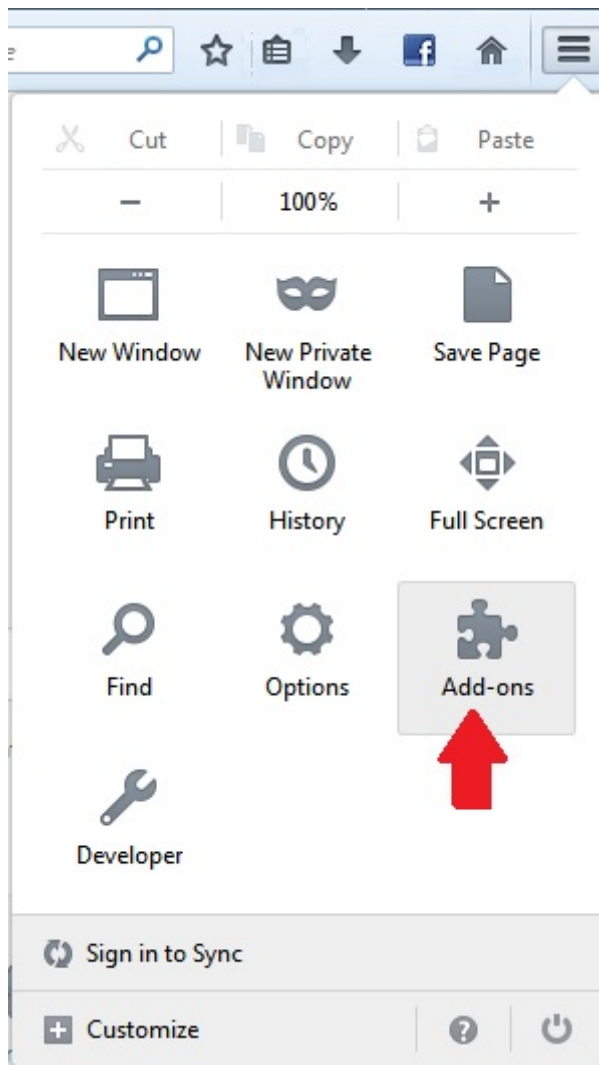 Cut Copy Paste
− 100% +
New Window New Private Window Save Page
Print History Full Screen
Find Options Add-ons
Developer
Sign in to Sync
Customize